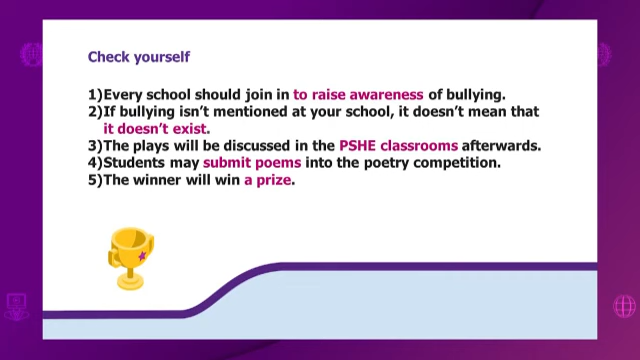 Check yourself
1)Every school should join in to raise awareness of bullying.
2)If bullying isn’t mentioned at your school, it doesn’t mean that
it doesn’t exist.
3)The plays will be discussed in the PSHE classrooms afterwards.
4)Students may submit poems into the poetry competition.
5)The winner will win a prize.